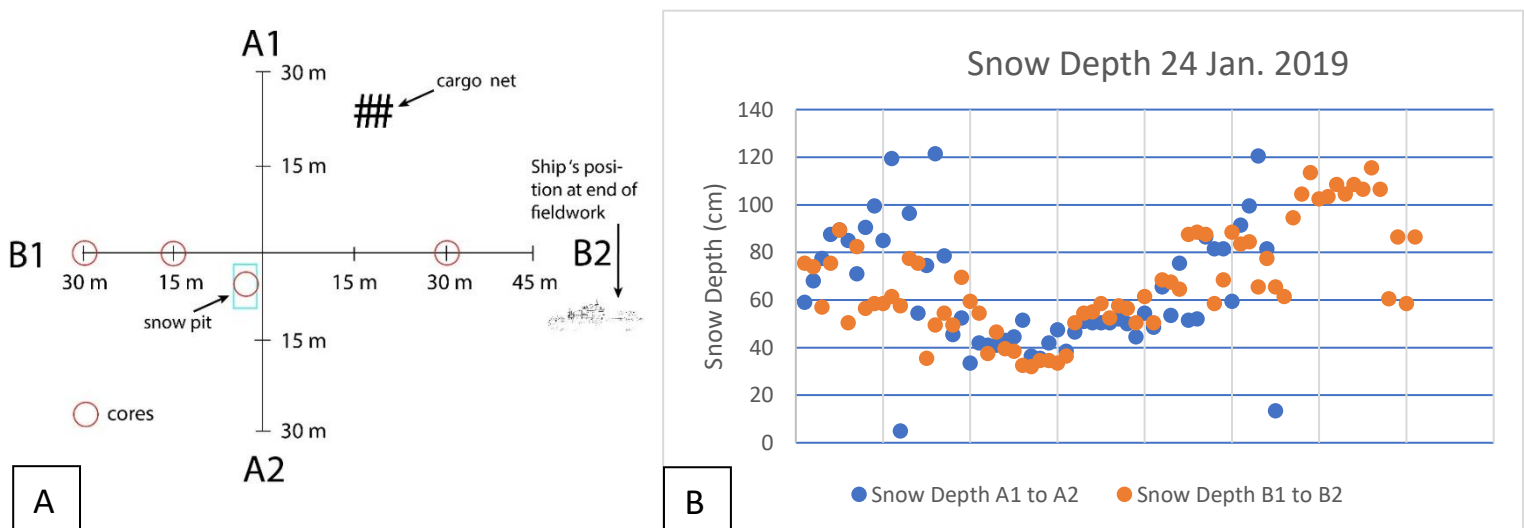 A1
30 m
cargo net
15 m
Ship's posi-
tion at end of
fieldwork
B1
B2
30 m
15 m
15 m
30 m
45 m
snow pit
15 m
cores
30 m
A2
A
Snow Depth 24 Jan. 2019
Snow Depth (cm)
140
120
100
80
60
40
20
0
Snow Depth A1 to A2
Snow Depth B1 to B2
B